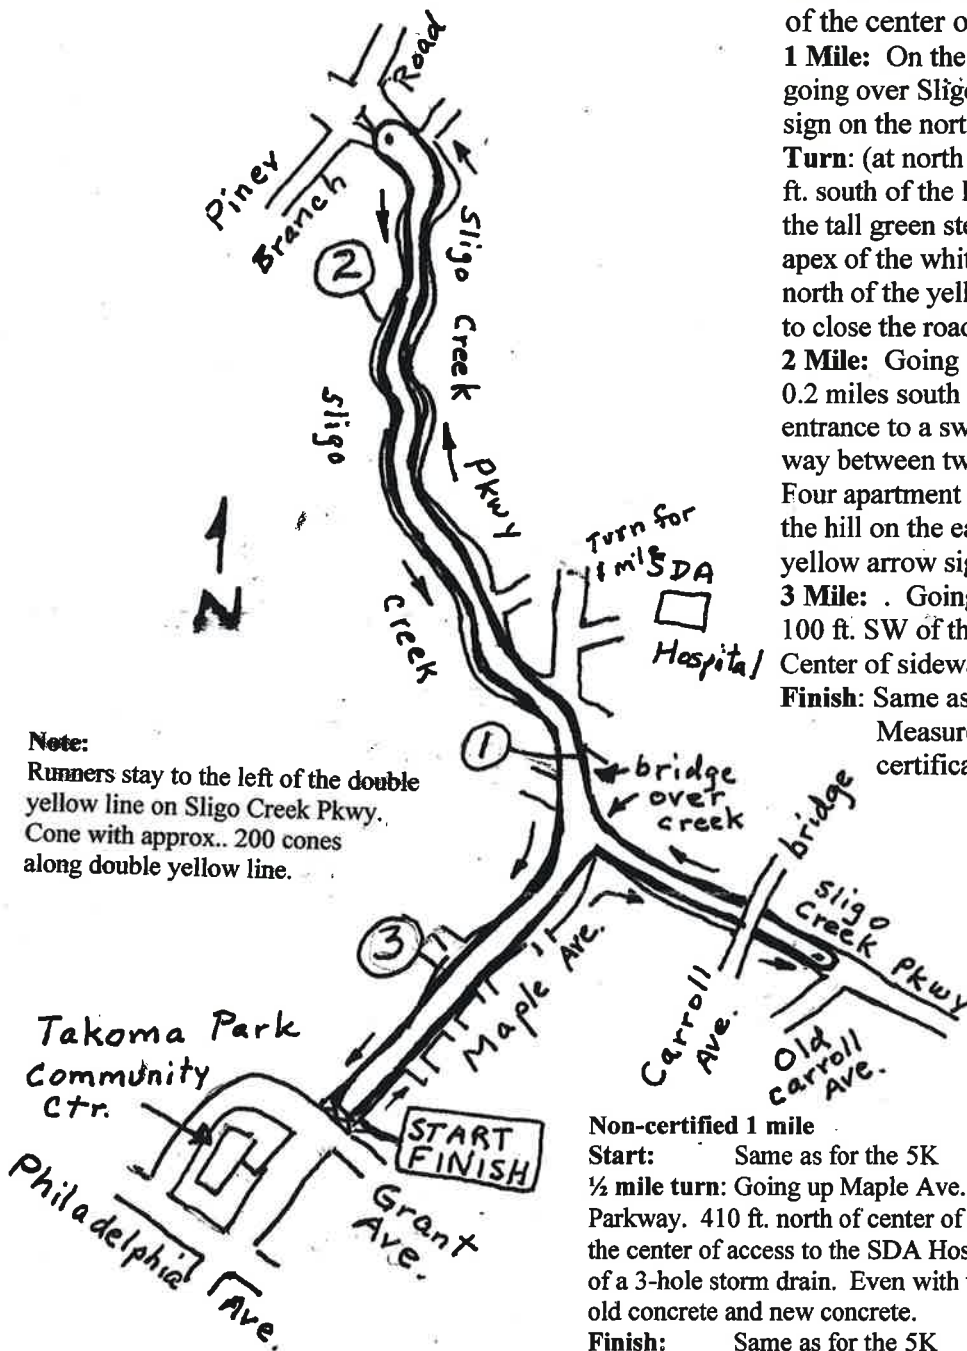 Road
Piney
Branch
2
Sligo Creek
Pkwy
Sligo
Creek
N
Turn for
1 mile
SDA
Hospital
1
bridge
over
creek
bridge
Sligo
Creek Pkwy
Carroll
Ave.
Old
Carroll
Ave.
3
Maple Ave.
Takoma Park
Community
Ctr.
START
FINISH
Grant
Ave.
Philadelphia
Ave.
Note:
Runners stay to the left of the double
yellow line on Sligo Creek Pkwy.
Cone with approx.. 200 cones
along double yellow line.
of the center o
1 Mile: On the
going over Sligo
sign on the nort
Turn: (at north
ft. south of the
the tall green ste
apex of the whit
north of the yell
to close the road
2 Mile: Going
0.2 miles south
entrance to a sw
way between tw
Four apartment
the hill on the ea
yellow arrow sig
3 Mile: . Going
100 ft. SW of th
Center of sidew
Finish: Same as
Measur
certifica
Non-certified 1 mile
Start: Same as for the 5K
½ mile turn: Going up Maple Ave.
Parkway. 410 ft. north of center of
the center of access to the SDA Hos
of a 3-hole storm drain. Even with
old concrete and new concrete.
Finish: Same as for the 5K